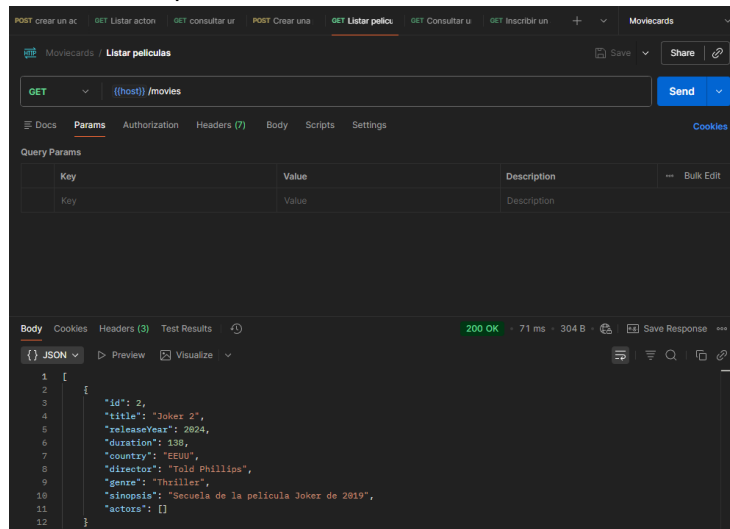 POST crear un ac GET Listar acton GET consultar ur POST Crear una GET Listar pelícu GET Consultar u GET Inscribir un + Moviecards
HTTP Moviecards / Listar peliculas Save Share
GET {{host}} /movies Send
Docs Params Authorization Headers (7) Body Scripts Settings Cookies
Query Params
Key Value Description ••• Bulk Edit
Key Value Description
Body Cookies Headers (3) Test Results 200 OK • 71 ms • 304 B • e.g. Save Response •••
{} JSON Preview Visualize
1 [
2 {
3 "id": 2,
4 "title": "Joker 2",
5 "releaseYear": 2024,
6 "duration": 138,
7 "country": "EEUU",
8 "director": "Told Phillips",
9 "genre": "Thriller",
10 "sinopsis": "Secuela de la película Joker de 2019",
11 "actors": []
12 }